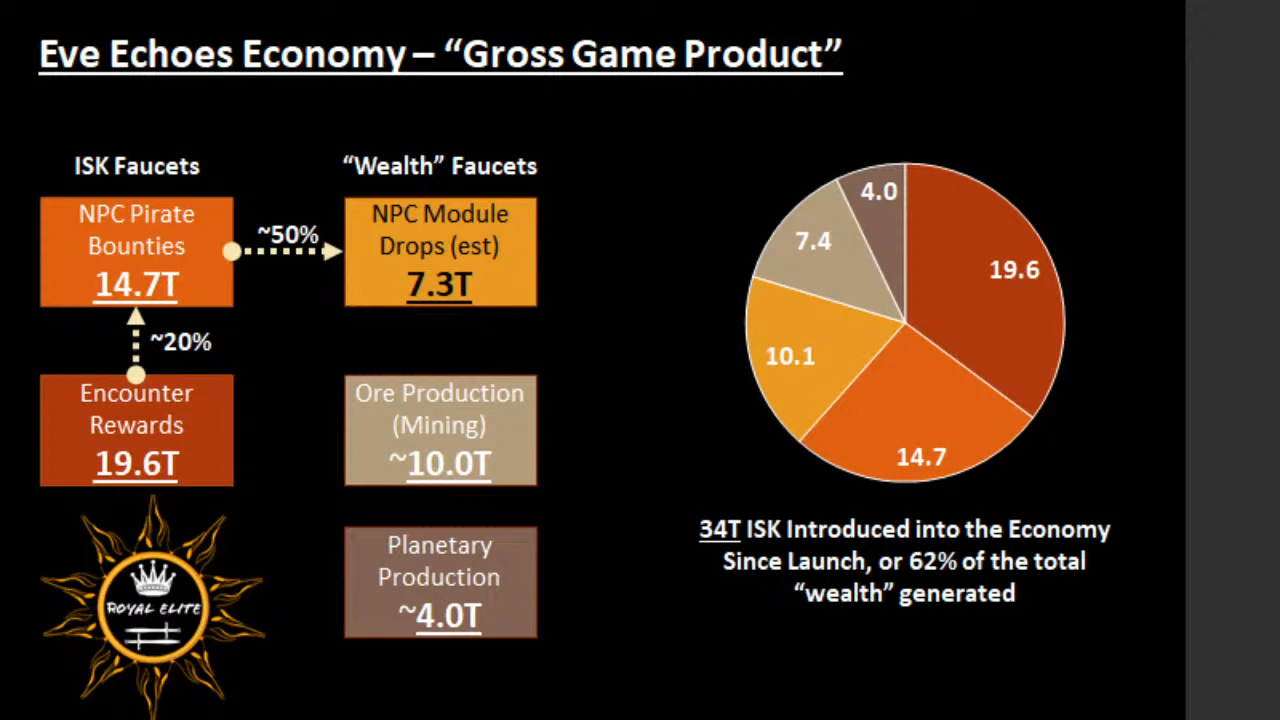 Eve Echoes Economy – “Gross Game Product”
ISK Faucets
“Wealth” Faucets
NPC Pirate
Bounties
14.7T
~50%
NPC Module
Drops (est)
7.3T
~20%
Encounter
Rewards
19.6T
Ore Production
(Mining)
~10.0T
Planetary
Production
~4.0T
ROYAL ELITE
4.0
7.4
19.6
10.1
14.7
34T ISK Introduced into the Economy
Since Launch, or 62% of the total
“wealth” generated